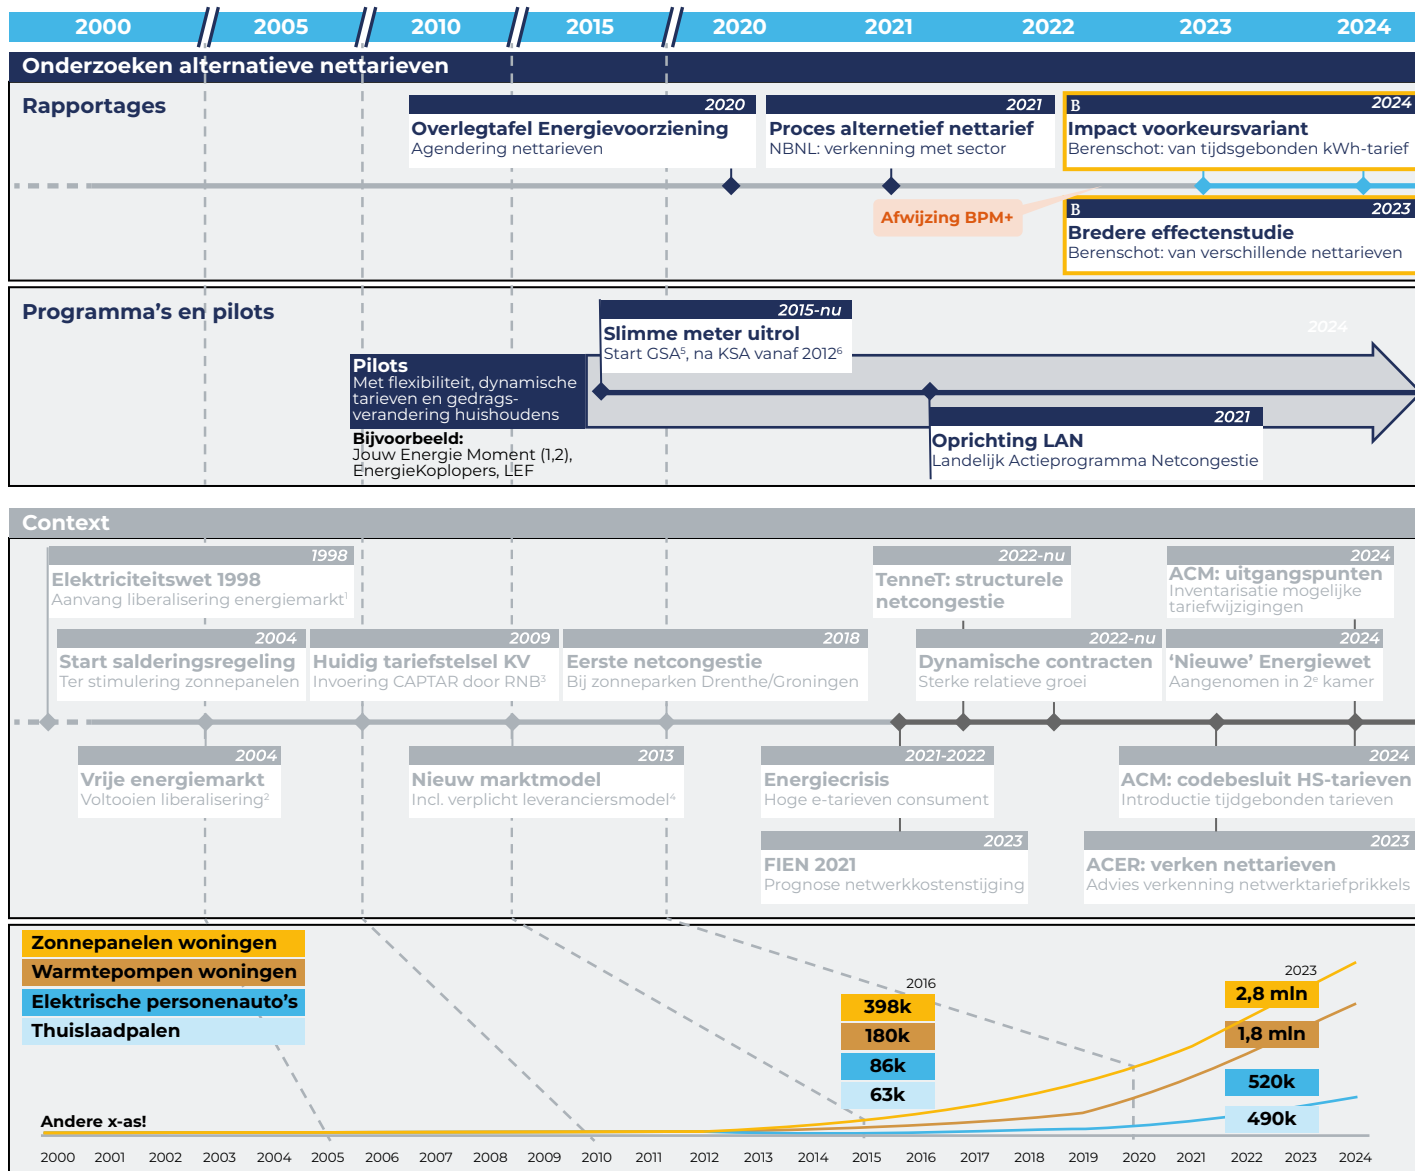 2000 2005 2010 2015 2020 2021 2022 2023 2024
Onderzoeken alternatieve nettarieven
Rapportages
2020
Overlegtafel Energievoorziening
Agendering nettarieven
2021
Proces alternetief nettarief
NBNL: verkenning met sector
B 2024
Impact voorkeursvariant
Berenschot: van tijdsgebonden kWh-tarief
Afwijzing BPM+
B 2023
Bredere effectenstudie
Berenschot: van verschillende nettarieven
Programma's en pilots
2015-nu
Slimme meter uitrol
Start GSA⁵, na KSA vanaf 2012⁶
2024
Pilots
Met flexibiliteit, dynamische
tarieven en gedrags-
verandering huishoudens
Bijvoorbeeld:
Jouw Energie Moment (1,2),
EnergieKoplopers, LEF
2021
Oprichting LAN
Landelijk Actieprogramma Netcongestie
Context
1998
Elektriciteitswet 1998
Aanvang liberalisering energiemarkt¹
2022-nu
TenneT: structurele
netcongestie
2024
ACM: uitgangspunten
Inventarisatie mogelijke
tariefwijzigingen
2004
Start salderingsregeling
Ter stimulering zonnepanelen
2009
Huidig tariefstelsel KV
Invoering CAPTAR door RNB³
2018
Eerste netcongestie
Bij zonneparken Drenthe/Groningen
2022-nu
Dynamische contracten
Sterke relatieve groei
2024
‘Nieuwe’ Energiewet
Aangenomen in 2ᵉ kamer
2004
Vrije energiemarkt
Voltooien liberalisering²
2013
Nieuw marktmodel
Incl. verplicht leveranciersmodel⁴
2021-2022
Energiecrisis
Hoge e-tarieven consument
2024
ACM: codebesluit HS-tarieven
Introductie tijdgebonden tarieven
2023
FIEN 2021
Prognose netwerkkostenstijging
2023
ACER: verken nettarieven
Advies verkenning netwerktariefprikkels
Zonnepanelen woningen
Warmtepompen woningen
Elektrische personenauto's
Thuislaadpalen
2016
398k
180k
86k
63k
2023
2,8 mln
1,8 mln
520k
490k
Andere x-as!
2000 2001 2002 2003 2004 2005 2006 2007 2008 2009 2010 2011 2012 2013 2014 2015 2016 2017 2018 2019 2020 2021 2022 2023 2024